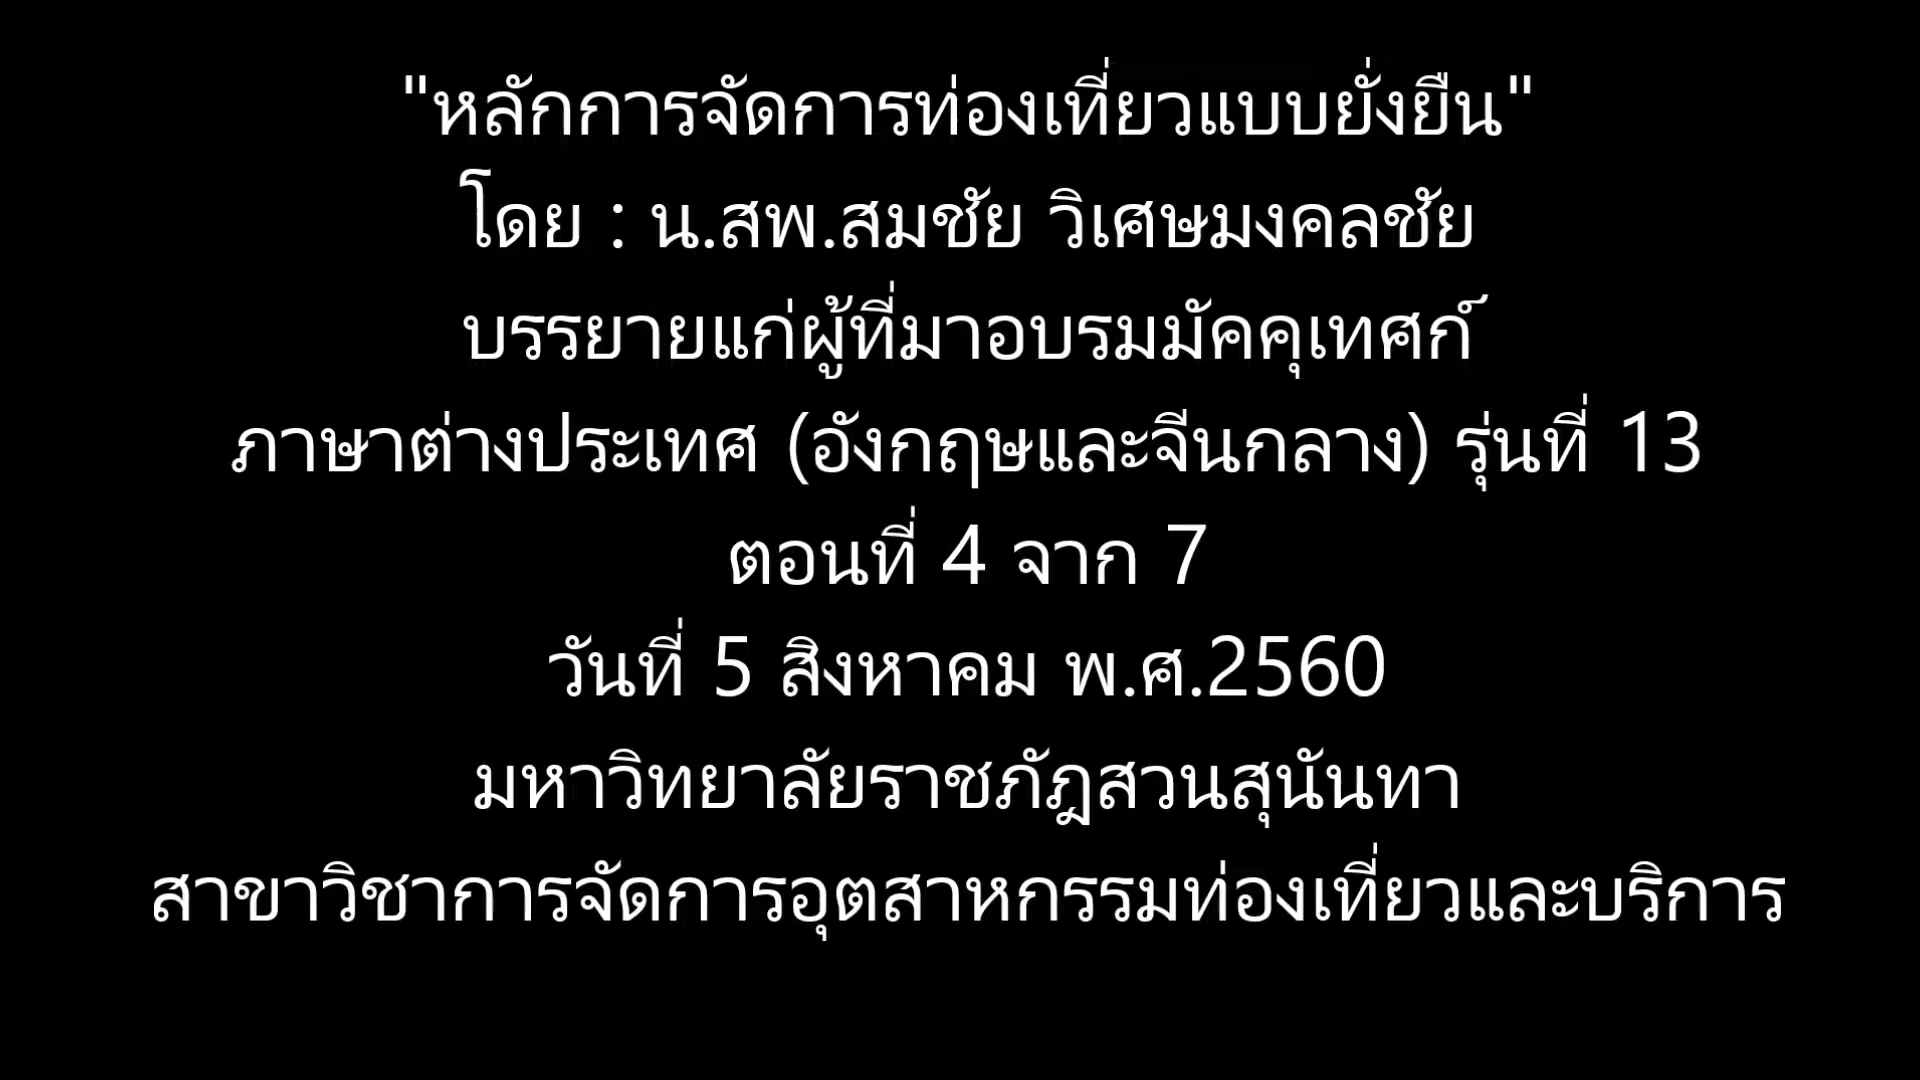 "หลักการจัดการท่องเที่ยวแบบยั่งยืน"
โดย : น.สพ.สมชัย วิเศษมงคลชัย
บรรยายแก่ผู้ที่มาอบรมมัคคุเทศก์
ภาษาต่างประเทศ (อังกฤษและจีนกลาง) รุ่นที่ 13
ตอนที่ 4 จาก 7
วันที่ 5 สิงหาคม พ.ศ.2560
มหาวิทยาลัยราชภัฎสวนสุนันทา
สาขาวิชาการจัดการอุตสาหกรรมท่องเที่ยวและบริการ